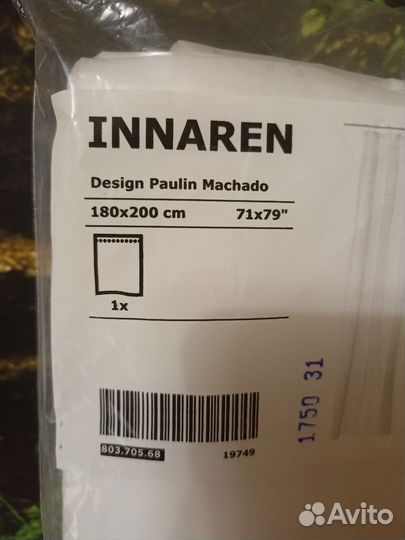 INNAREN
Design Paulin Machado
180x200 cm 71x79"
1x
1750 31
803.705.68 19749
Avito